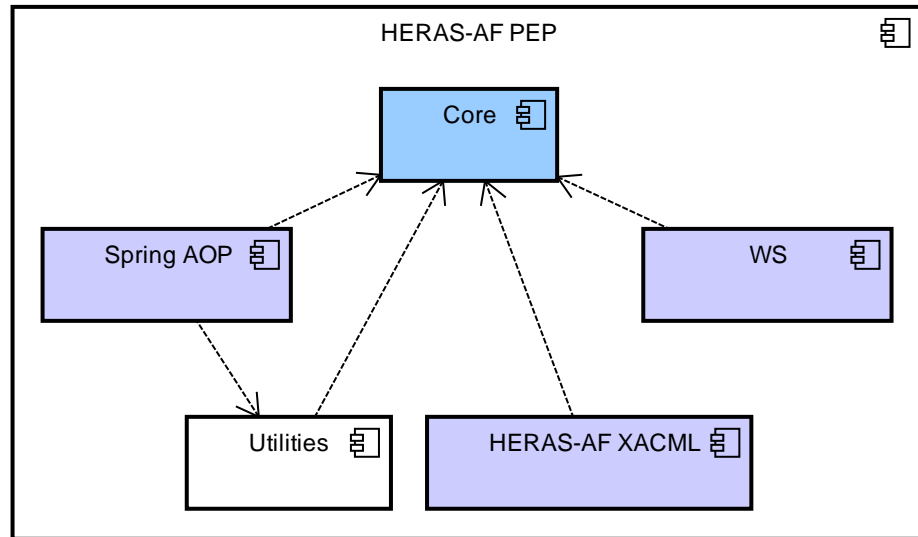 HERAS-AF PEP
Core
Spring AOP
WS
Utilities
HERAS-AF XACML